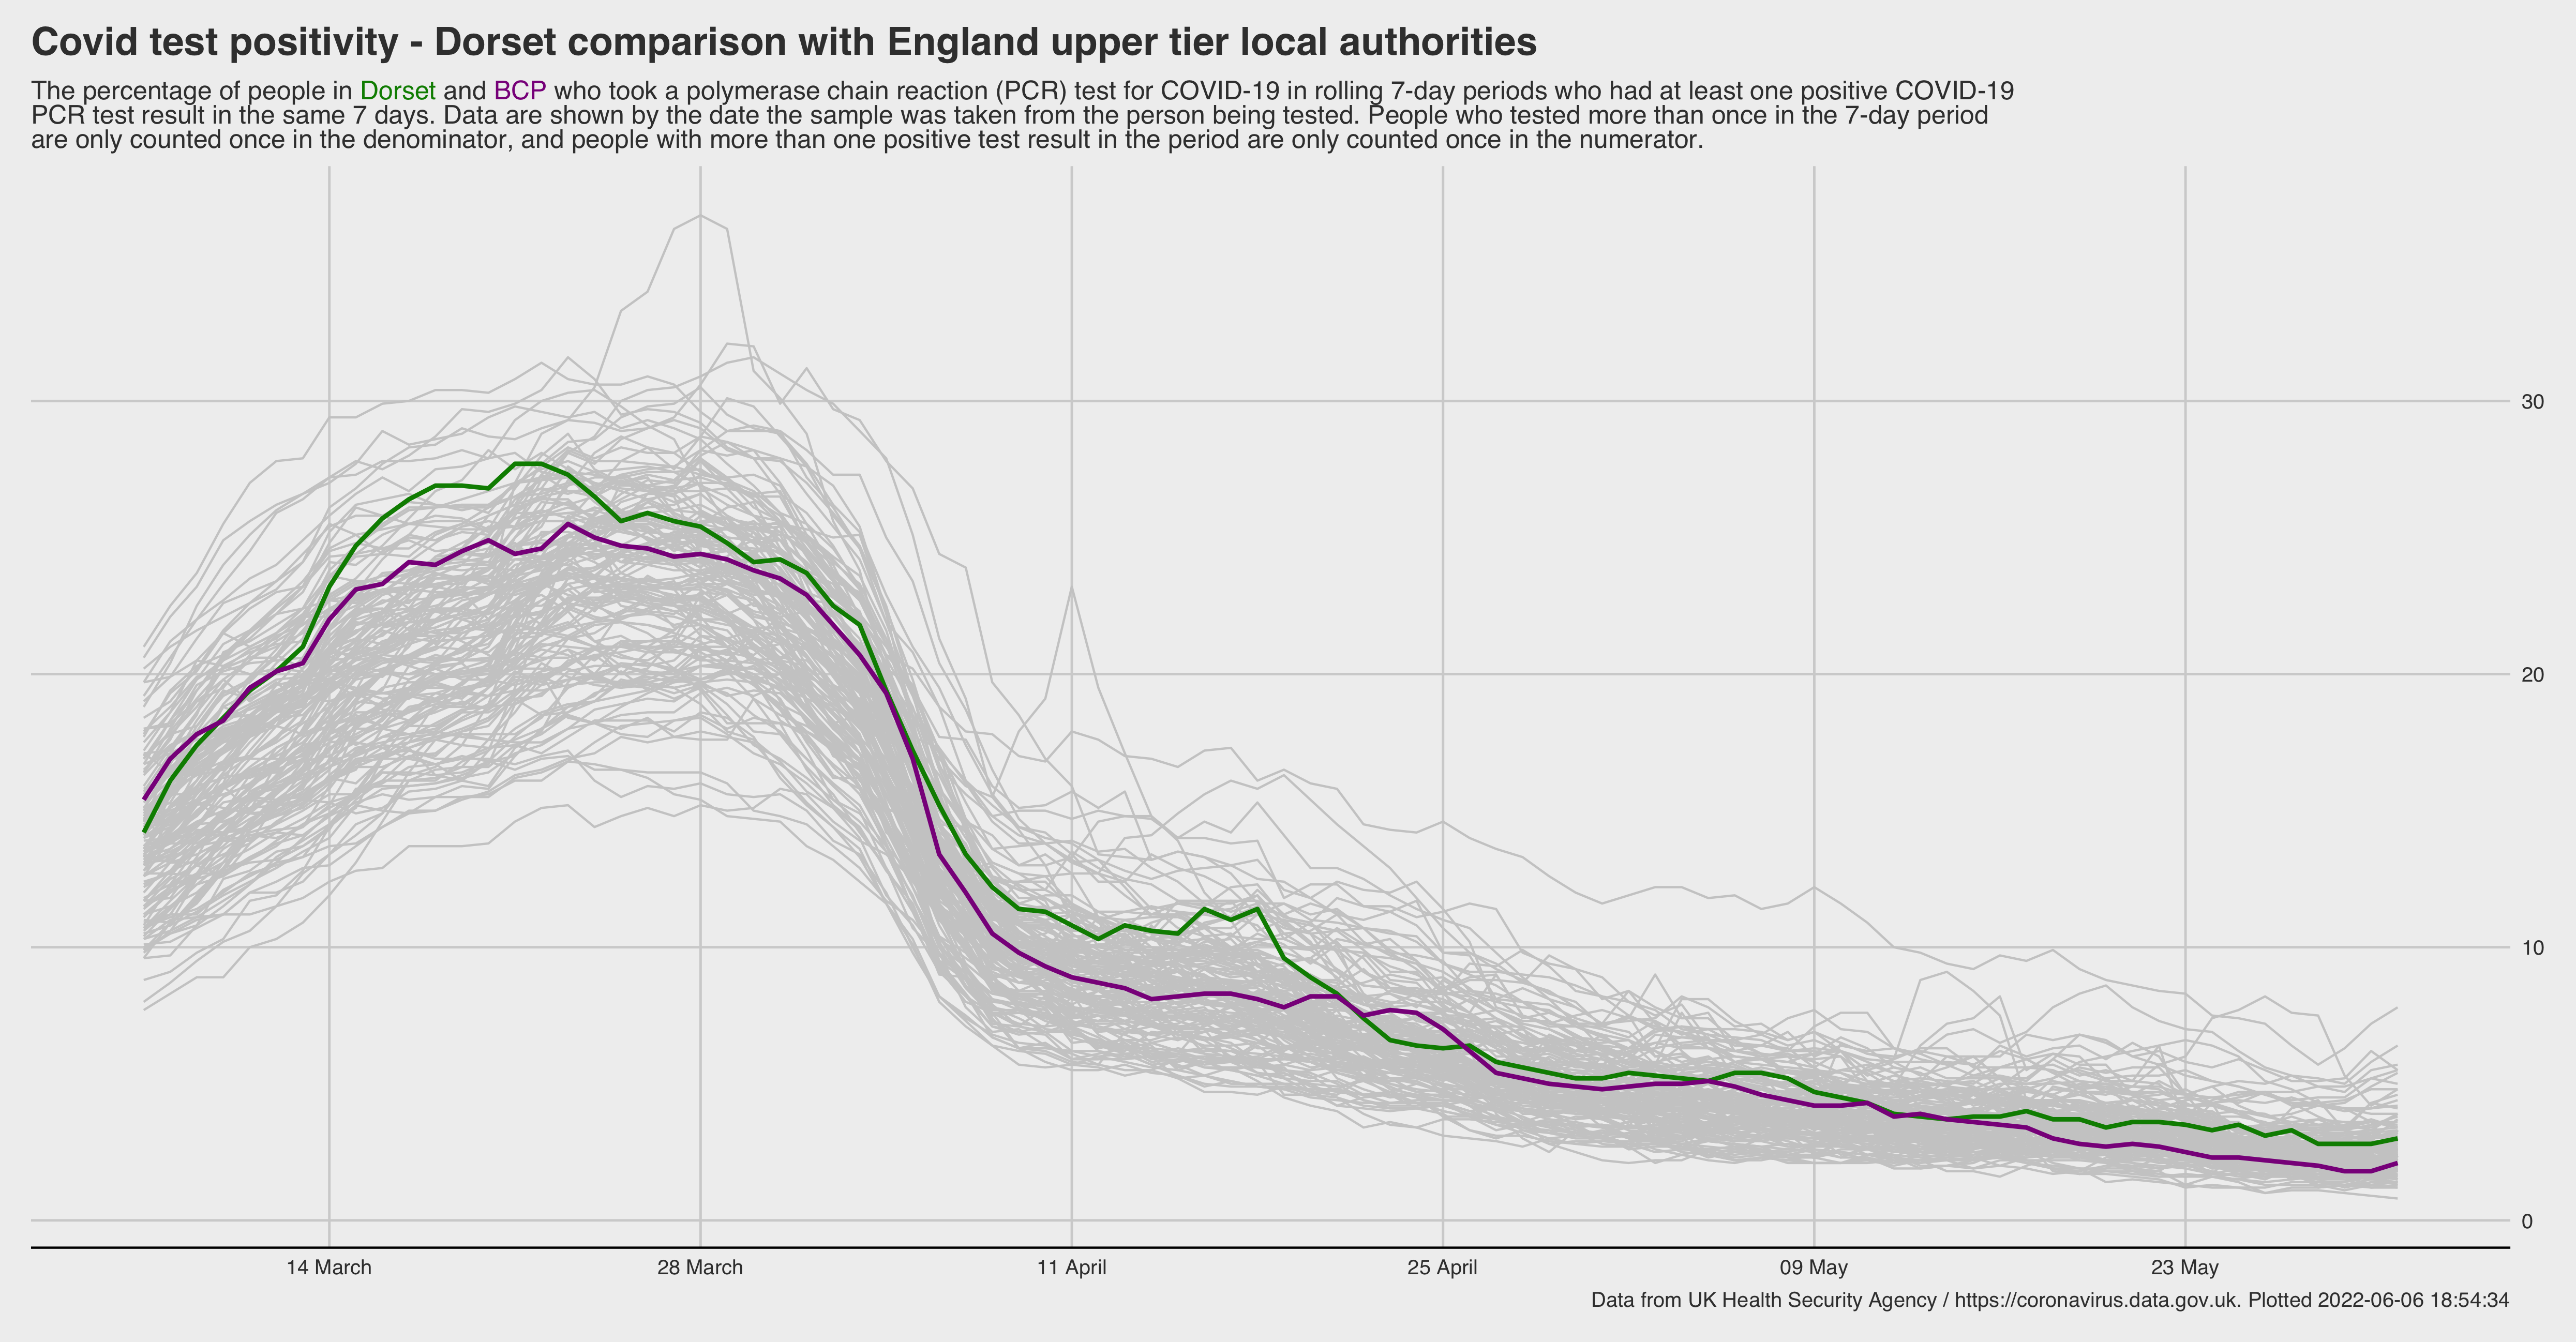 Covid test positivity - Dorset comparison with England upper tier local authorities
The percentage of people in Dorset and BCP who took a polymerase chain reaction (PCR) test for COVID-19 in rolling 7-day periods who had at least one positive COVID-19
PCR test result in the same 7 days. Data are shown by the date the sample was taken from the person being tested. People who tested more than once in the 7-day period
are only counted once in the denominator, and people with more than one positive test result in the period are only counted once in the numerator.
30
20
10
0
14 March
28 March
11 April
25 April
09 May
23 May
Data from UK Health Security Agency / https://coronavirus.data.gov.uk. Plotted 2022-06-06 18:54:34